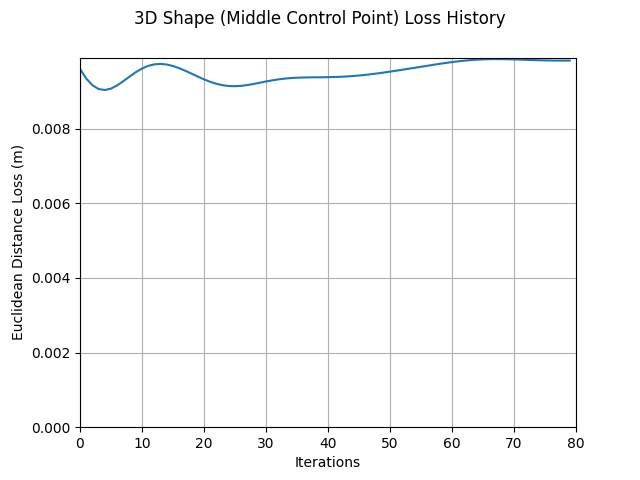 3D Shape (Middle Control Point) Loss History
Euclidean Distance Loss (m)
0.008
0.006
0.004
0.002
0.000
0 10 20 30 40 50 60 70 80
Iterations